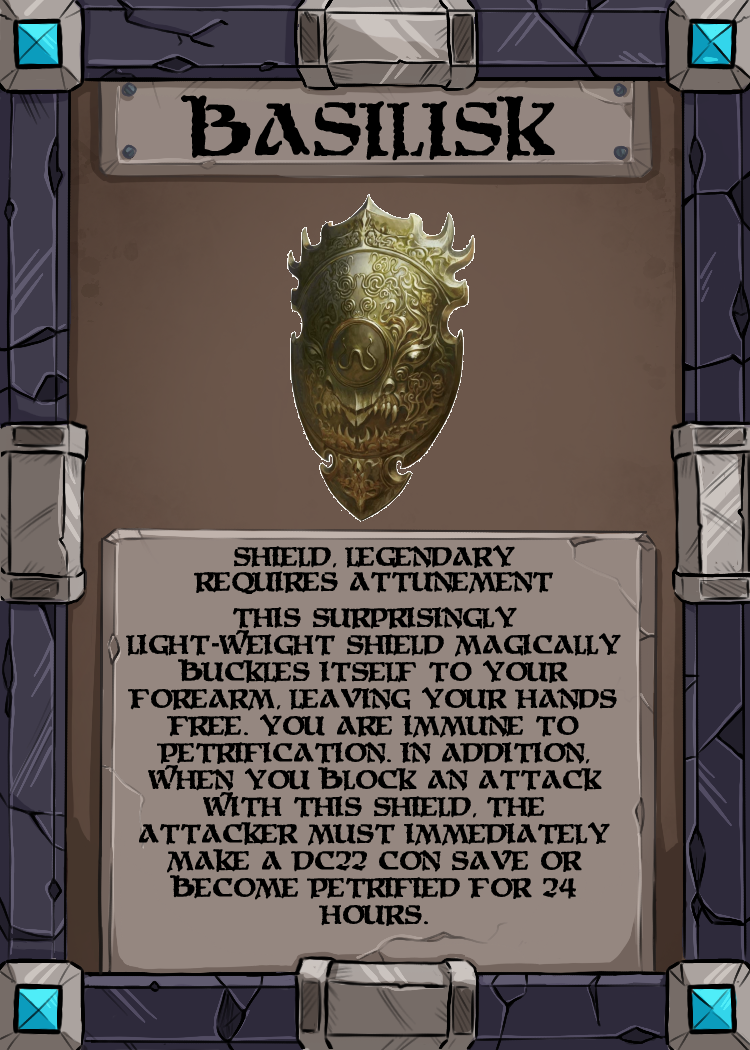 BASILISK
SHIELD, LEGENDARY
REQUIRES ATTUNEMENT
THIS SURPRISINGLY
LIGHT-WEIGHT SHIELD MAGICALLY
BUCKLES ITSELF TO YOUR
FOREARM, LEAVING YOUR HANDS
FREE. YOU ARE IMMUNE TO
PETRIFICATION. IN ADDITION,
WHEN YOU BLOCK AN ATTACK
WITH THIS SHIELD, THE
ATTACKER MUST IMMEDIATELY
MAKE A DC22 CON SAVE OR
BECOME PETRIFIED FOR 24
HOURS.